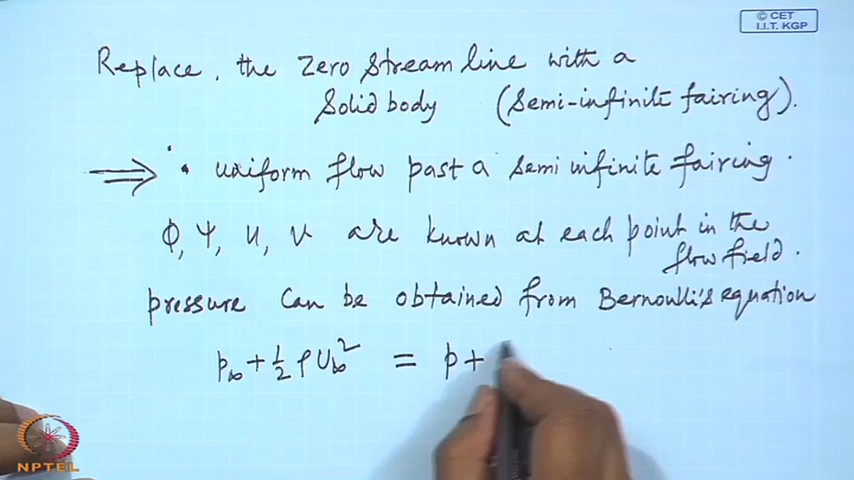 © CET
I.I.T. KGP
Replace, the zero stream line with a
solid body (semi-infinite fairing).
⟹ uniform flow past a semi infinite fairing.
Φ, Ψ, u, v are known at each point in the
flow field.
pressure can be obtained from Bernoulli's equation
p∞ + 1/2 ρ U∞² = p +
NPTEL